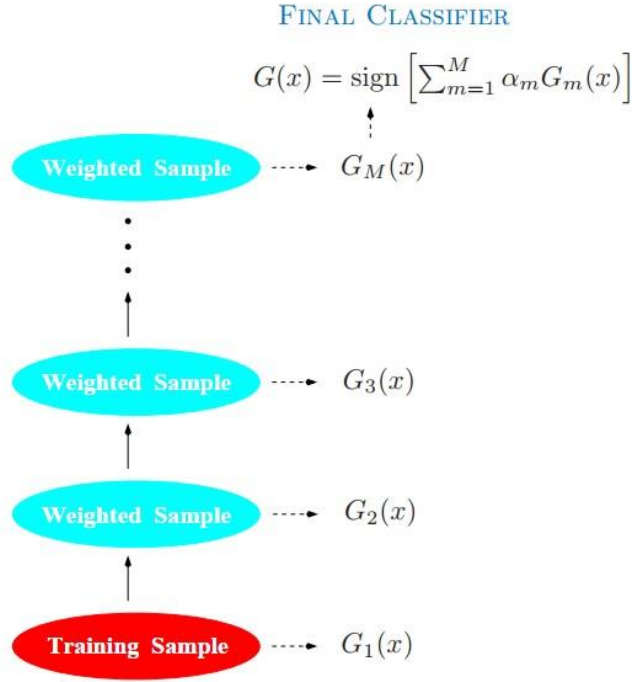 FINAL CLASSIFIER
G(x) = sign [∑_{m=1}^{M} α_m G_m(x)]
Weighted Sample G_M(x)
Weighted Sample G_3(x)
Weighted Sample G_2(x)
Training Sample G_1(x)